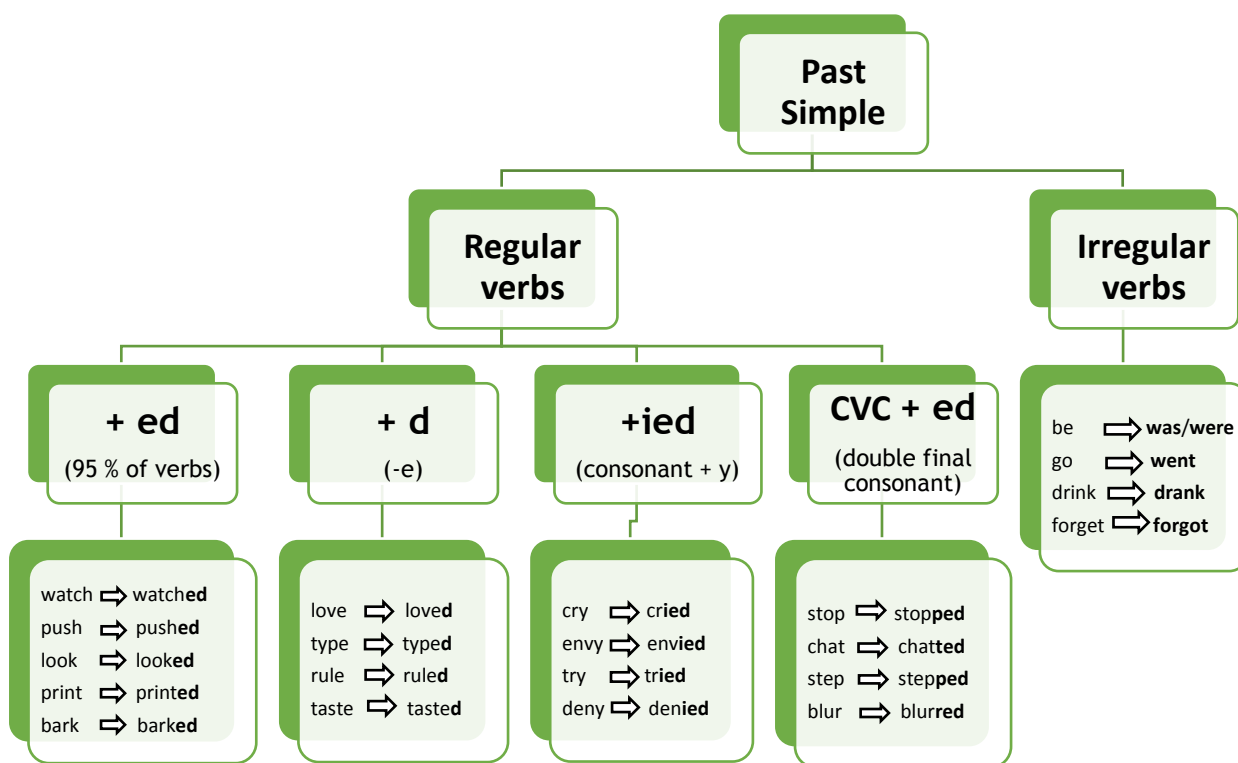 Past
Simple
Regular
verbs
Irregular
verbs
+ ed
(95 % of verbs)
+ d
(-e)
+ied
(consonant + y)
CVC + ed
(double final
consonant)
be was/were
go went
drink drank
forget forgot
watch watched
push pushed
look looked
print printed
bark barked
love loved
type typed
rule ruled
taste tasted
cry cried
envy envied
try tried
deny denied
stop stopped
chat chatted
step stepped
blur blurred